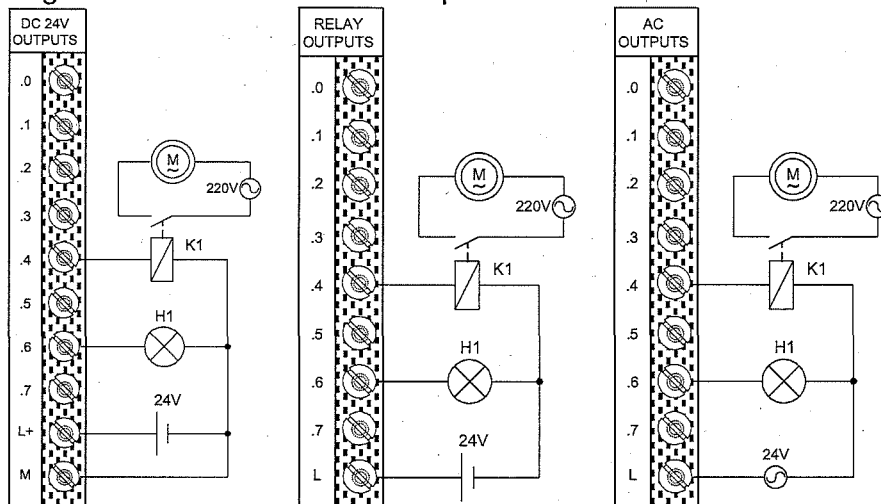 DC 24V
OUTPUTS
.0
.1
.2
.3
.4
.5
.6
.7
L+
M
M
~
220V
K1
H1
24V
RELAY
OUTPUTS
.0
.1
.2
.3
.4
.5
.6
.7
L
M
~
220V
K1
H1
24V
AC
OUTPUTS
.0
.1
.2
.3
.4
.5
.6
.7
L
M
~
220V
K1
H1
24V